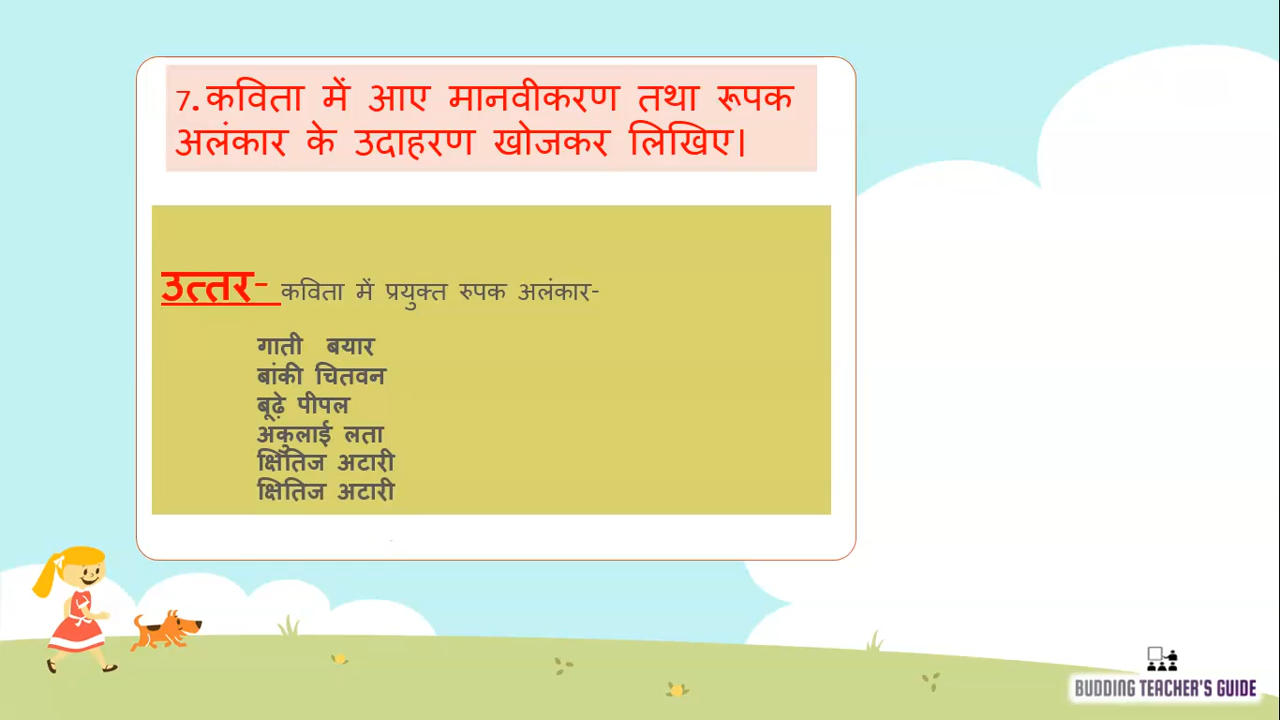 7. कविता में आए मानवीकरण तथा रूपक
अलंकार के उदाहरण खोजकर लिखिए।
उत्तर- कविता में प्रयुक्त रुपक अलंकार-
गाती बयार
बांकी चितवन
बूढ़े पीपल
अकुलाई लता
क्षितिज अटारी
क्षितिज अटारी
BUDDING TEACHER'S GUIDE